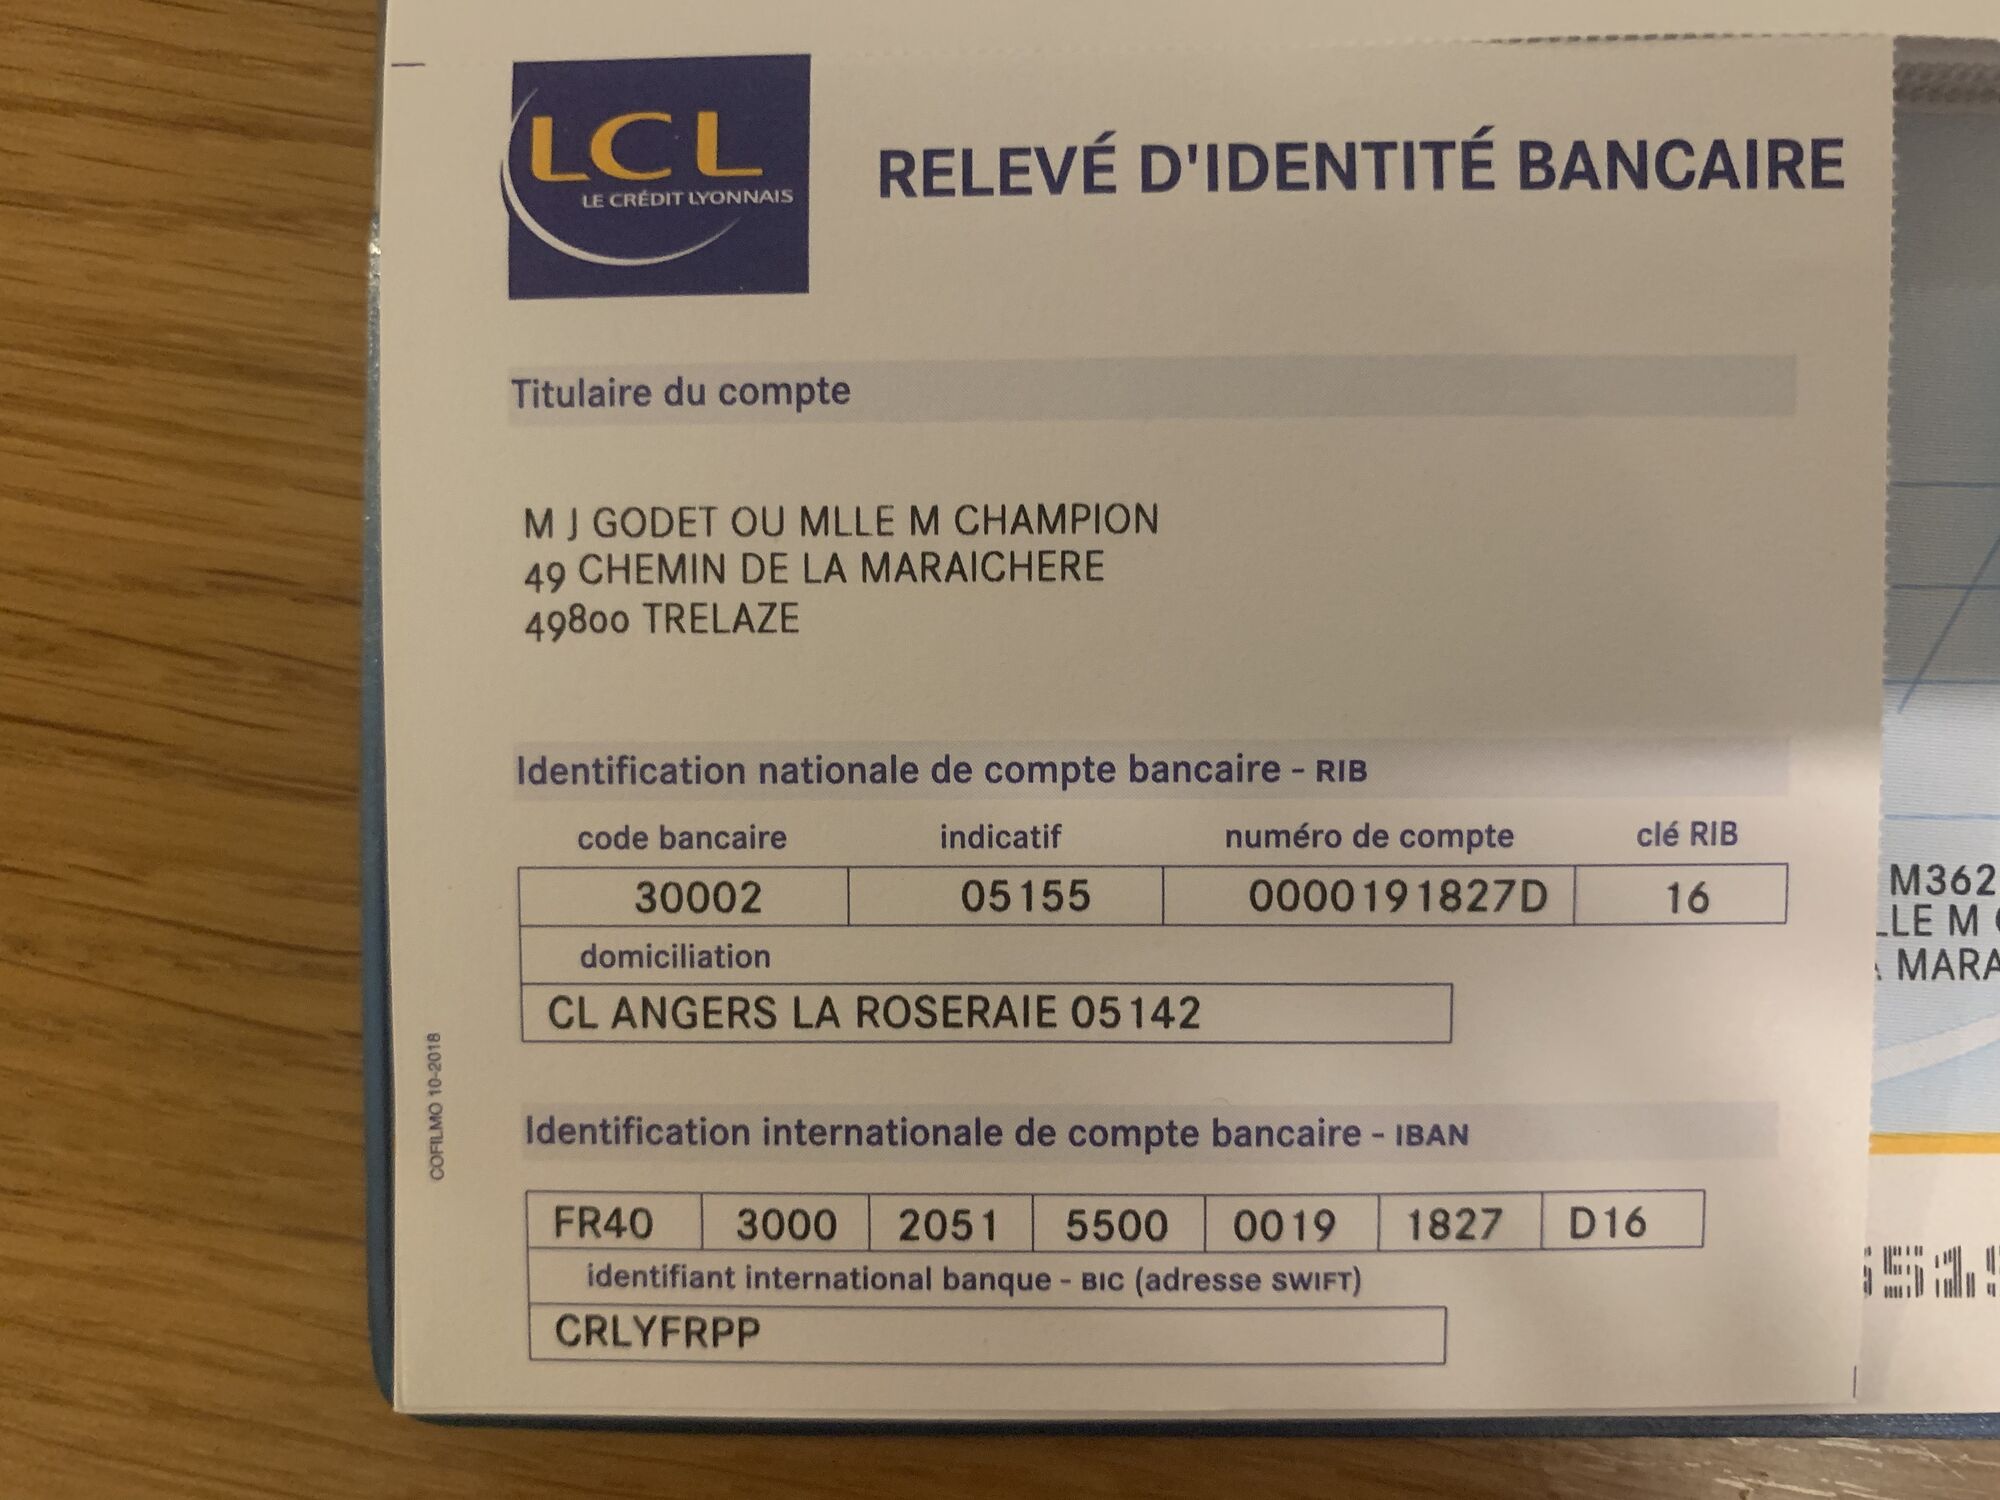 LCL
LE CRÉDIT LYONNAIS
RELEVÉ D'IDENTITÉ BANCAIRE
Titulaire du compte
M J GODET OU MLLE M CHAMPION
49 CHEMIN DE LA MARAICHERE
49800 TRELAZE
Identification nationale de compte bancaire - RIB
code bancaire indicatif numéro de compte clé RIB
30002 05155 0000191827D 16
domiciliation
CL ANGERS LA ROSERAIE 05142
Identification internationale de compte bancaire - IBAN
FR40 3000 2051 5500 0019 1827 D16
identifiant international banque - BIC (adresse SWIFT)
CRLYFRPP
COFILMO 10-2018
M362
LLE M
MARA